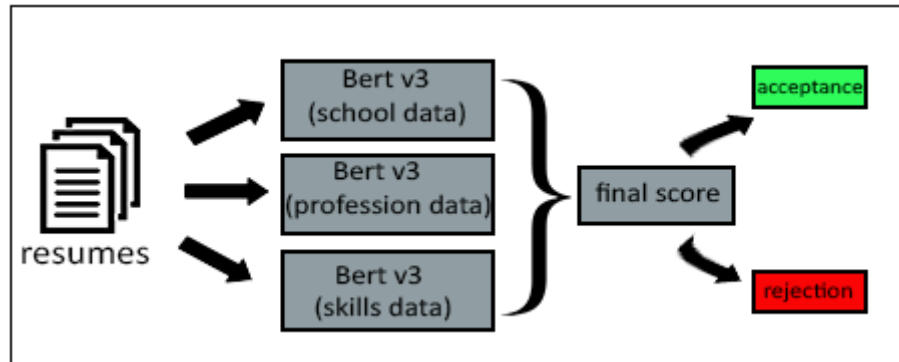 resumes
Bert v3
(school data)
Bert v3
(profession data)
Bert v3
(skills data)
final score
acceptance
rejection